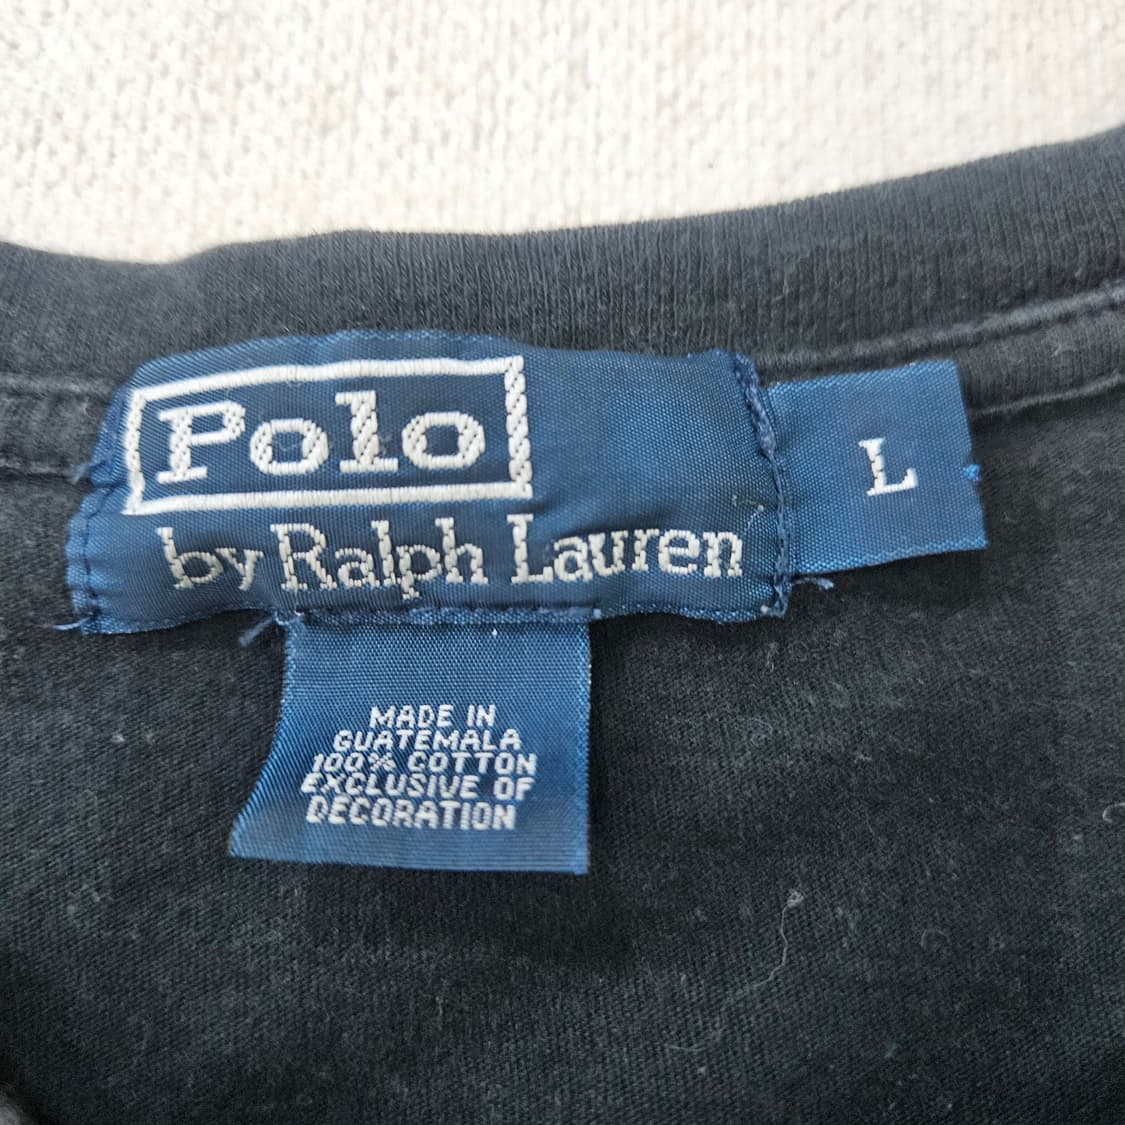 Polo
by Ralph Lauren
L
MADE IN
GUATEMALA
100% COTTON
EXCLUSIVE OF
DECORATION